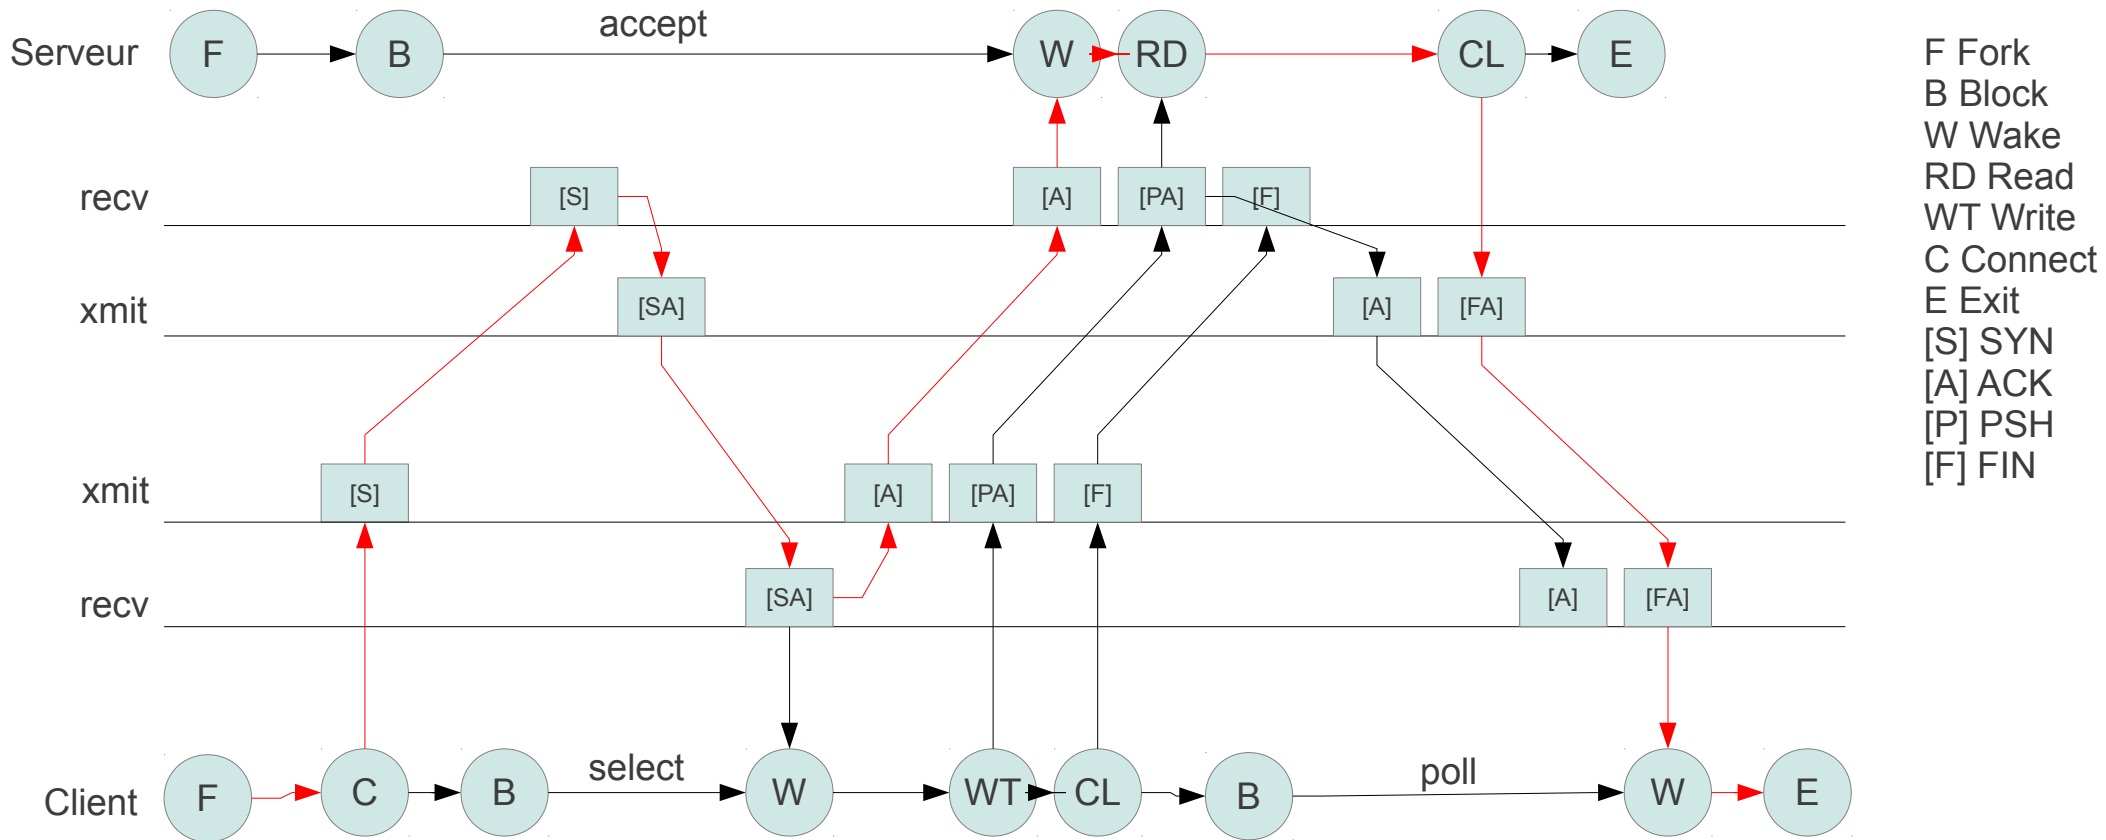 Serveur F B accept W RD CL E
recv [S] [A] [PA] [F]
xmit [SA] [A] [FA]
xmit [S] [A] [PA] [F]
recv [SA] [A] [FA]
Client F C B select W WT CL B poll W E
F Fork
B Block
W Wake
RD Read
WT Write
C Connect
E Exit
[S] SYN
[A] ACK
[P] PSH
[F] FIN